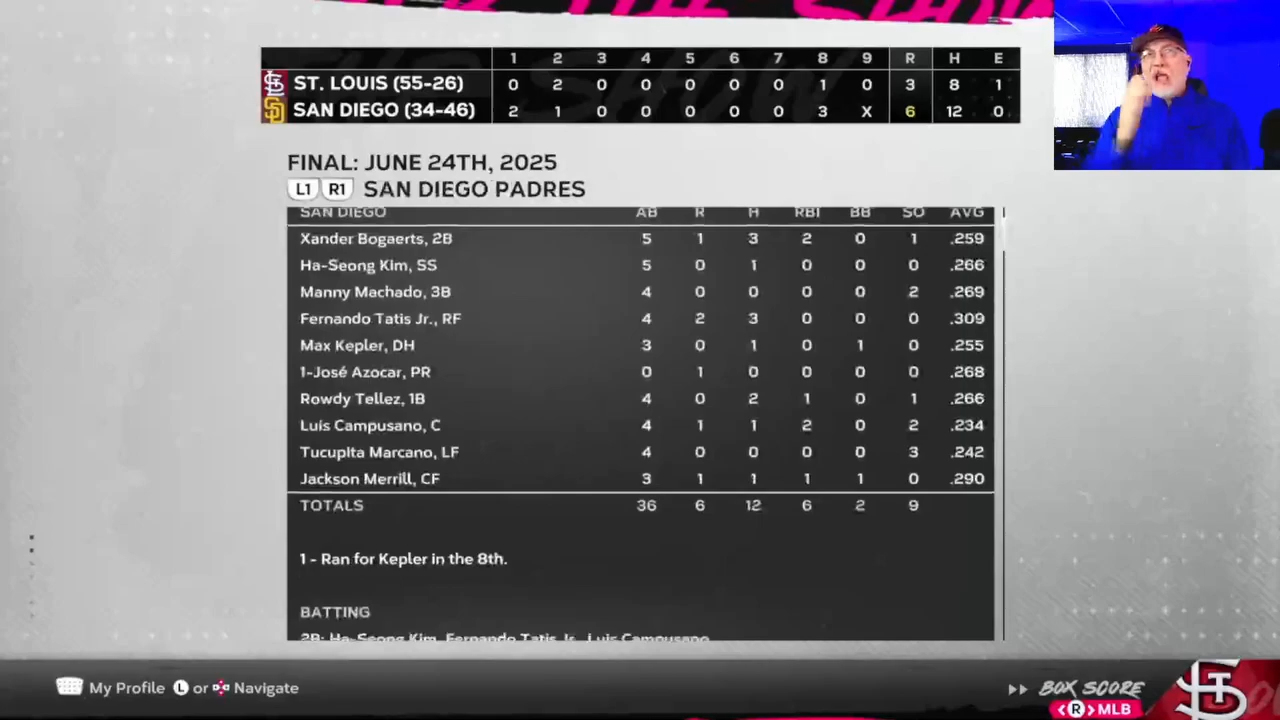 1 2 3 4 5 6 7 8 9 R H E
ST. LOUIS (55-26) 0 2 0 0 0 0 0 1 0 3 8 1
SAN DIEGO (34-46) 2 1 0 0 0 0 0 3 X 6 12 0
FINAL: JUNE 24TH, 2025
L1 R1 SAN DIEGO PADRES
SAN DIEGO AB R H RBI BB SO AVG
Xander Bogaerts, 2B 5 1 3 2 0 1 .259
Ha-Seong Kim, SS 5 0 1 0 0 0 .266
Manny Machado, 3B 4 0 0 0 0 2 .269
Fernando Tatis Jr., RF 4 2 3 0 0 0 .309
Max Kepler, DH 3 0 1 0 1 0 .255
1-José Azocar, PR 0 1 0 0 0 0 .268
Rowdy Tellez, 1B 4 0 2 1 0 1 .266
Luis Campusano, C 4 1 1 2 0 2 .234
Tucupita Marcano, LF 4 0 0 0 0 3 .242
Jackson Merrill, CF 3 1 1 1 1 0 .290
TOTALS 36 6 12 6 2 9
1 - Ran for Kepler in the 8th.
BATTING
2B: Ha-Seong Kim, Fernando Tatis Jr., Luis Campusano
My Profile L or Navigate
BOX SCORE
R MLB